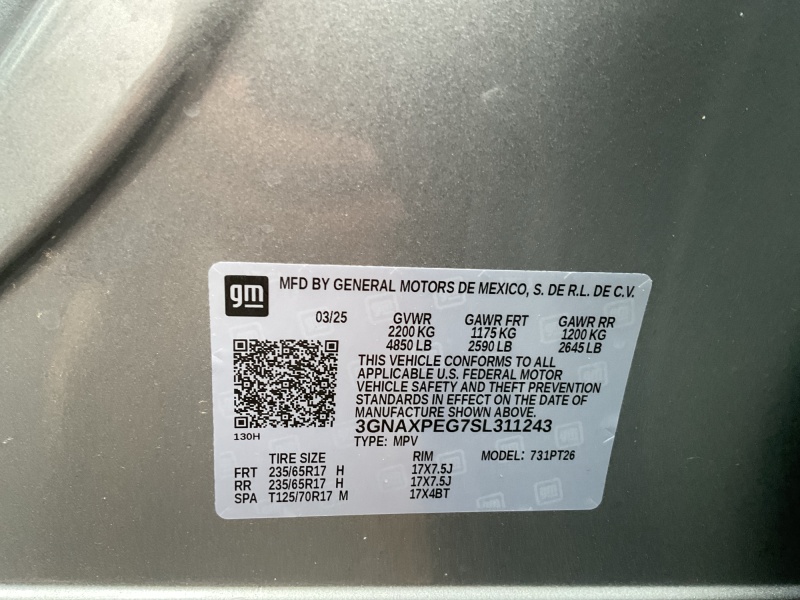 gm MFD BY GENERAL MOTORS DE MEXICO, S. DE R.L. DE C.V.
03/25 GVWR GAWR FRT GAWR RR
2200 KG 1175 KG 1200 KG
4850 LB 2590 LB 2645 LB
THIS VEHICLE CONFORMS TO ALL
APPLICABLE U.S. FEDERAL MOTOR
VEHICLE SAFETY AND THEFT PREVENTION
STANDARDS IN EFFECT ON THE DATE OF
MANUFACTURE SHOWN ABOVE.
3GNAXPEG7SL311243
130H
TYPE: MPV
TIRE SIZE RIM MODEL: 731PT26
FRT 235/65R17 H 17X7.5J
RR 235/65R17 H 17X7.5J
SPA T125/70R17 M 17X4BT